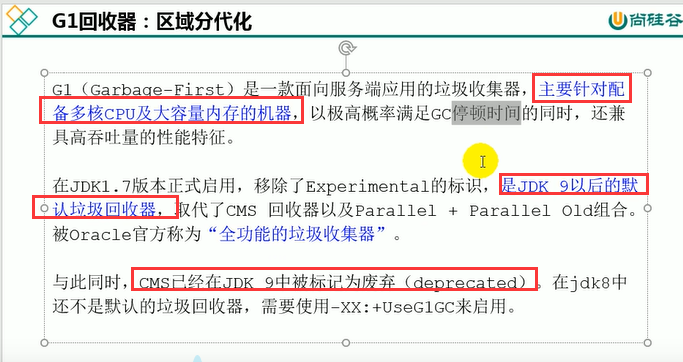 G1回收器：区域分代化
尚硅谷
G1（Garbage-First）是一款面向服务端应用的垃圾收集器，主要针对配
备多核CPU及大容量内存的机器，以极高概率满足GC停顿时间的同时，还兼
具高吞吐量的性能特征。
在JDK1.7版本正式启用，移除了Experimental的标识，是JDK 9以后的默
认垃圾回收器，取代了CMS 回收器以及Parallel + Parallel Old组合。
被Oracle官方称为“全功能的垃圾收集器”。
与此同时，CMS已经在JDK 9中被标记为废弃（deprecated）。在jdk8中
还不是默认的垃圾回收器，需要使用-XX:+UseG1GC来启用。